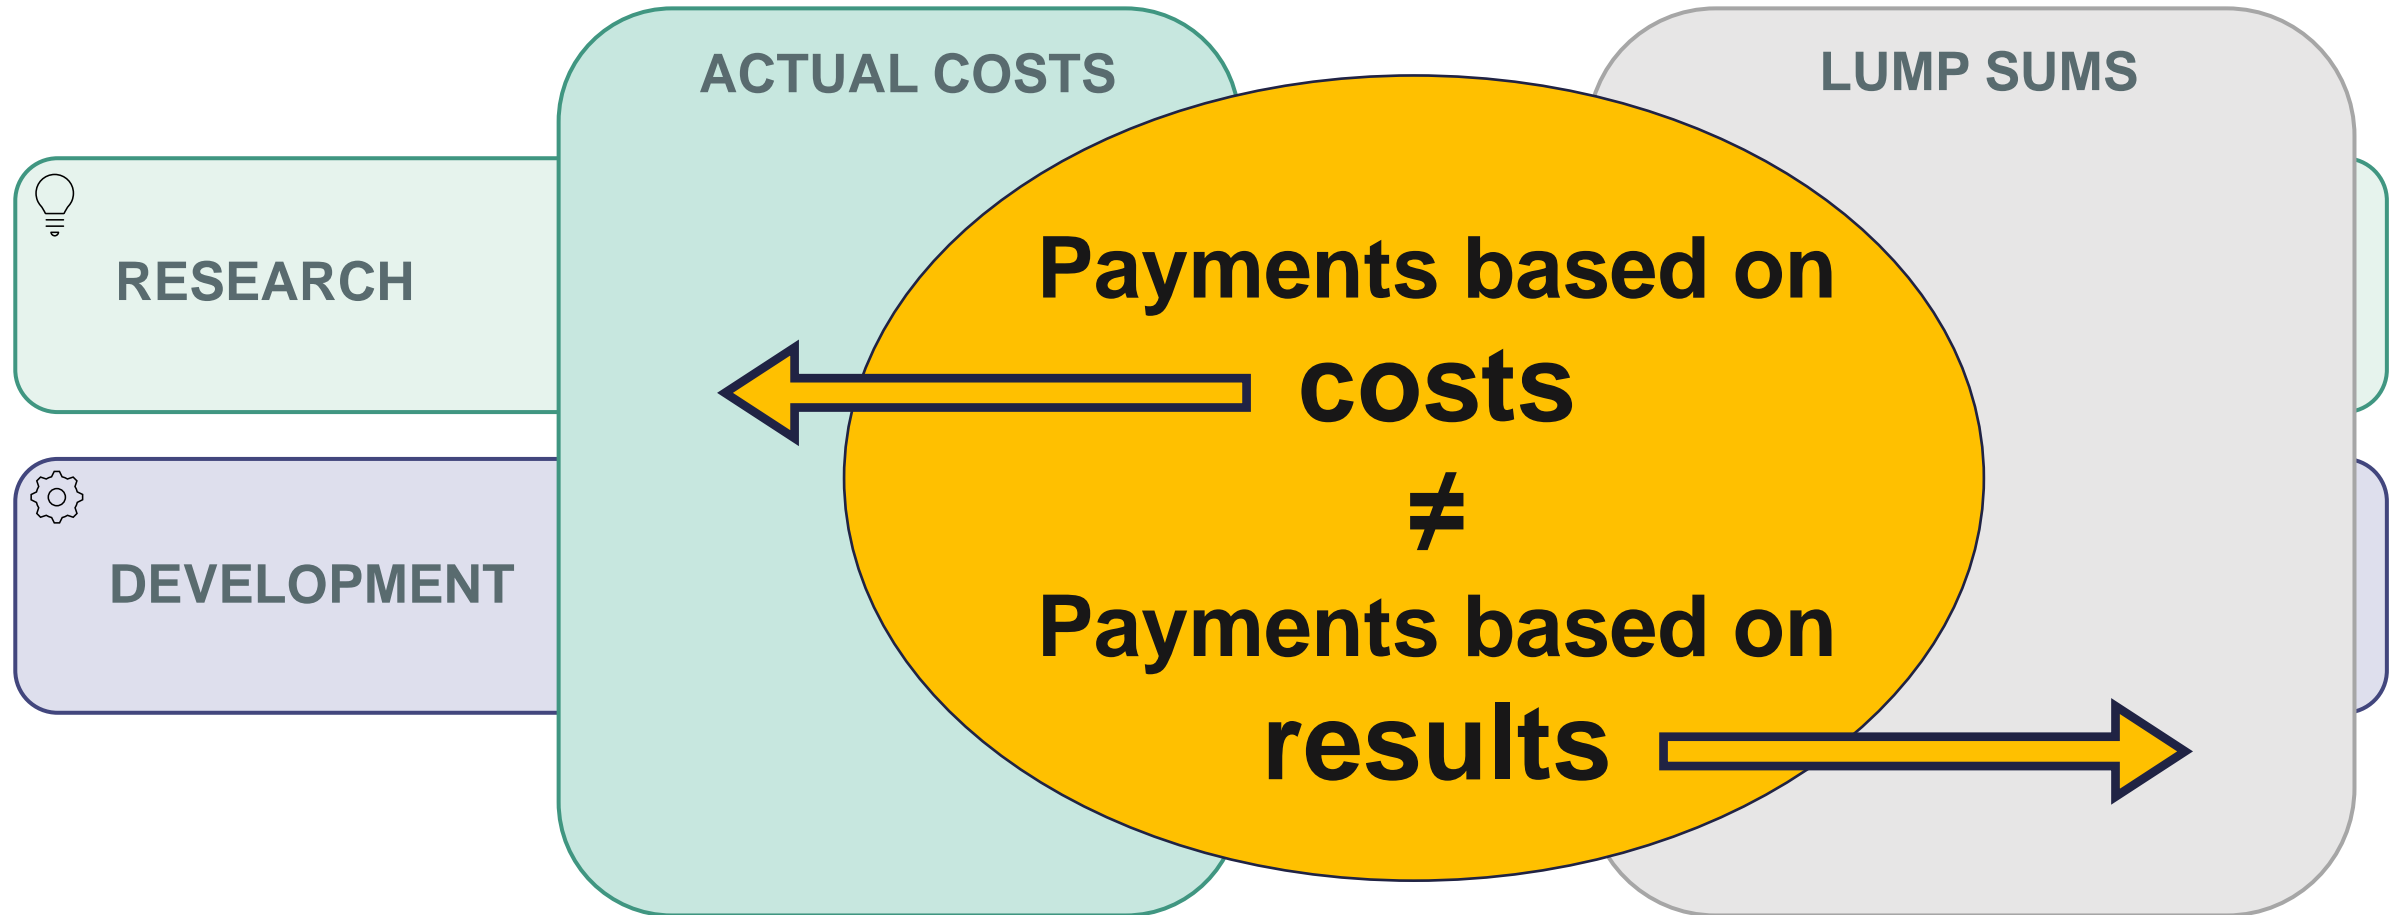 ACTUAL COSTS
LUMP SUMS
RESEARCH
DEVELOPMENT
Payments based on
costs
≠
Payments based on
results